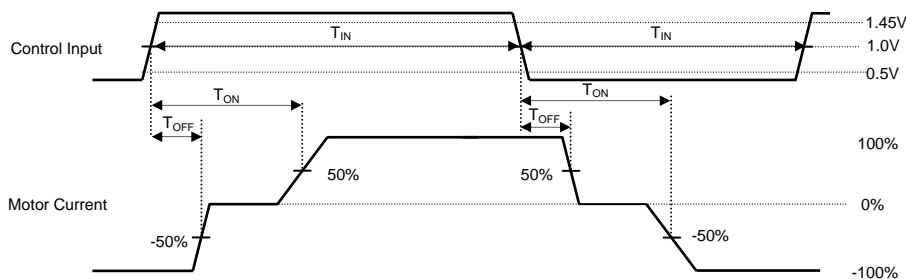 1.45V
Control Input
T_IN
T_IN
1.0V
0.5V
T_ON
T_ON
T_OFF
T_OFF
100%
50%
50%
Motor Current
0%
-50%
-50%
-100%